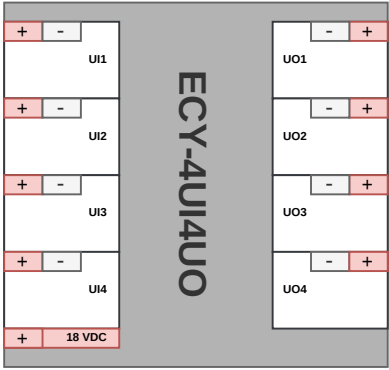 + -
UI1
+ -
UI2
+ -
UI3
+ -
UI4
+ 18 VDC
ECY-4UI4UO
- +
UO1
- +
UO2
- +
UO3
- +
UO4